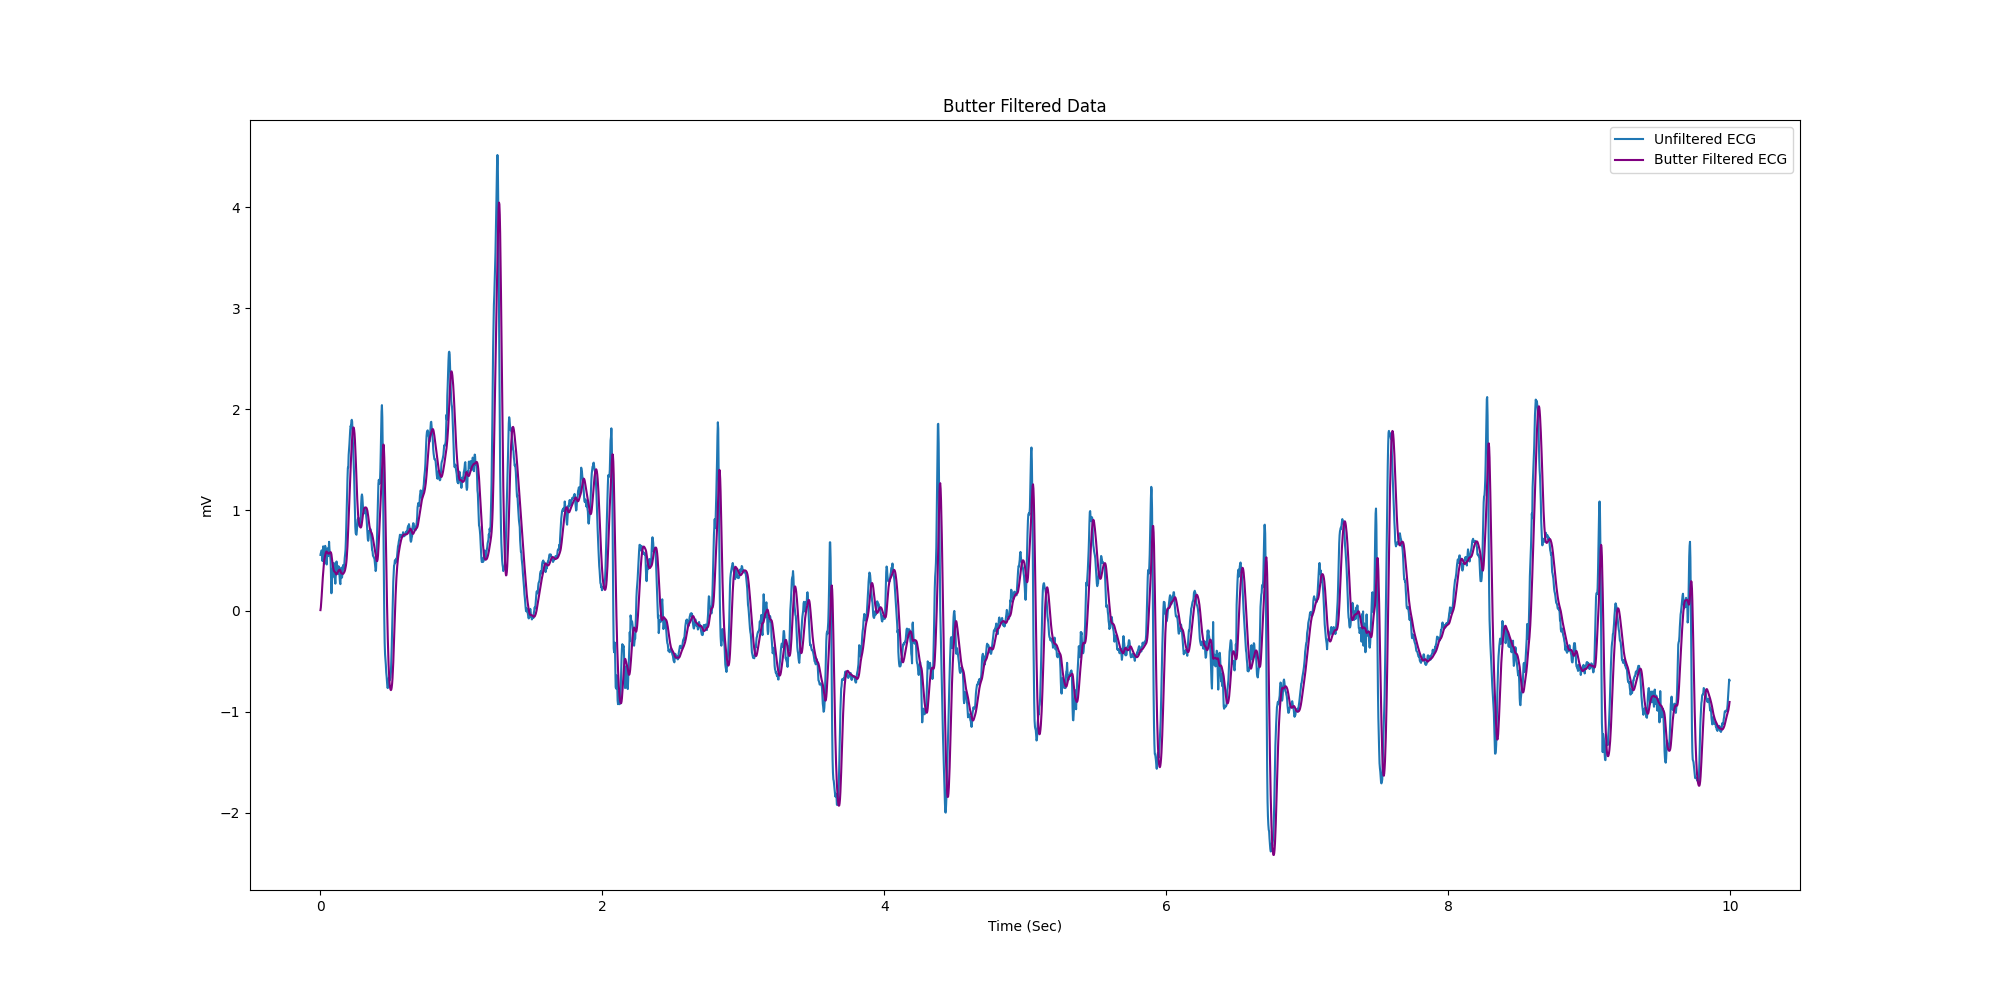 Butter Filtered Data
Unfiltered ECG
Butter Filtered ECG
mV
4
3
2
1
0
−1
−2
0
2
4
6
8
10
Time (Sec)